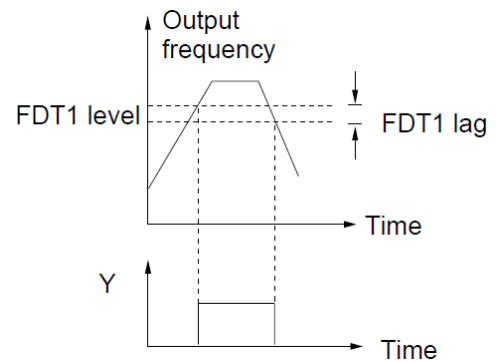 Output
frequency
FDT1 level
FDT1 lag
Time
Y
Time